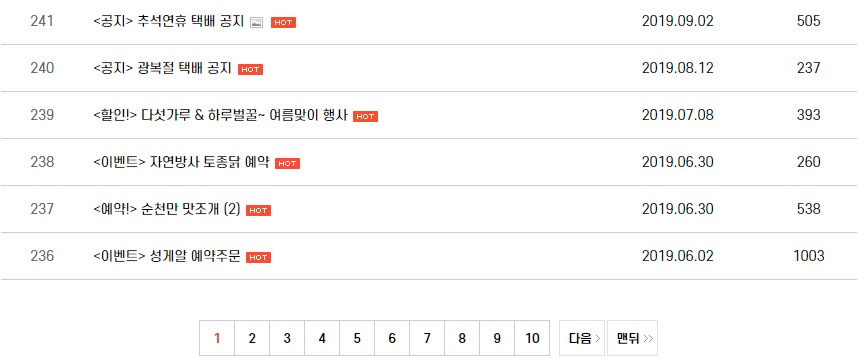 241 <공지> 추석연휴 택배 공지 HOT 2019.09.02 505
240 <공지> 광복절 택배 공지 HOT 2019.08.12 237
239 <할인!> 다섯가루 & 하루벌꿀~ 여름맞이 행사 HOT 2019.07.08 393
238 <이벤트> 자연방사 토종닭 예약 HOT 2019.06.30 260
237 <예약!> 순천만 맛조개 (2) HOT 2019.06.30 538
236 <이벤트> 성게알 예약주문 HOT 2019.06.02 1003
1 2 3 4 5 6 7 8 9 10 다음 맨뒤